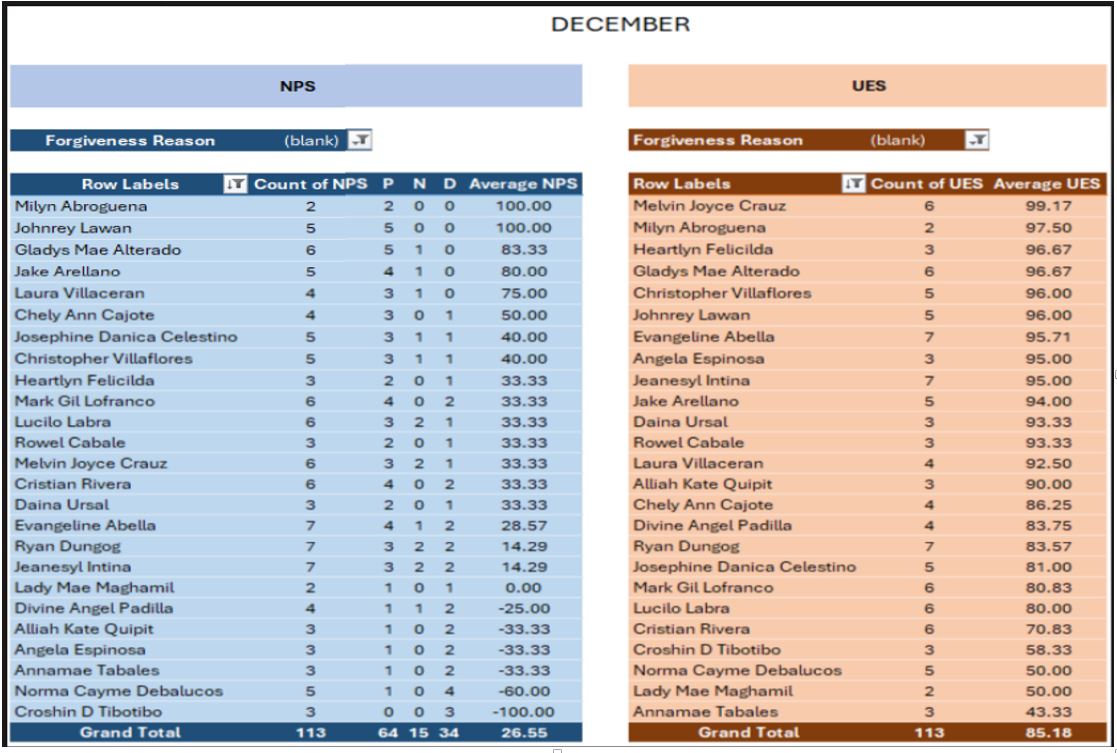 DECEMBER
NPS
Forgiveness Reason (blank)
Row Labels Count of NPS P N D Average NPS
Milyn Abroguena 2 2 0 0 100.00
Johnrey Lawan 5 5 0 0 100.00
Gladys Mae Alterado 6 5 1 0 83.33
Jake Arellano 5 4 1 0 80.00
Laura Villaceran 4 3 1 0 75.00
Chely Ann Cajote 4 3 0 1 50.00
Josephine Danica Celestino 5 3 1 1 40.00
Christopher Villaflores 5 3 1 1 40.00
Heartlyn Felicilda 3 2 0 1 33.33
Mark Gil Lofranco 6 4 0 2 33.33
Lucilo Labra 6 3 2 1 33.33
Rowel Cabale 3 2 0 1 33.33
Melvin Joyce Crauz 6 3 2 1 33.33
Cristian Rivera 6 4 0 2 33.33
Daina Ursal 3 2 0 1 33.33
Evangeline Abella 7 4 1 2 28.57
Ryan Dungog 7 3 2 2 14.29
Jeanesyl Intina 7 3 2 2 14.29
Lady Mae Maghamil 2 1 0 1 0.00
Divine Angel Padilla 4 1 1 2 -25.00
Alliah Kate Quipit 3 1 0 2 -33.33
Angela Espinosa 3 1 0 2 -33.33
Annamae Tabales 3 1 0 2 -33.33
Norma Cayme Debalucos 5 1 0 4 -60.00
Croshin D Tibotibo 3 0 0 3 -100.00
Grand Total 113 64 15 34 26.55
UES
Forgiveness Reason (blank)
Row Labels Count of UES Average UES
Melvin Joyce Crauz 6 99.17
Milyn Abroguena 2 97.50
Heartlyn Felicilda 3 96.67
Gladys Mae Alterado 6 96.67
Christopher Villaflores 5 96.00
Johnrey Lawan 5 96.00
Evangeline Abella 7 95.71
Angela Espinosa 3 95.00
Jeanesyl Intina 7 95.00
Jake Arellano 5 94.00
Daina Ursal 3 93.33
Rowel Cabale 3 93.33
Laura Villaceran 4 92.50
Alliah Kate Quipit 3 90.00
Chely Ann Cajote 4 86.25
Divine Angel Padilla 4 83.75
Ryan Dungog 7 83.57
Josephine Danica Celestino 5 81.00
Mark Gil Lofranco 6 80.83
Lucilo Labra 6 80.00
Cristian Rivera 6 70.83
Croshin D Tibotibo 3 58.33
Norma Cayme Debalucos 5 50.00
Lady Mae Maghamil 2 50.00
Annamae Tabales 3 43.33
Grand Total 113 85.18